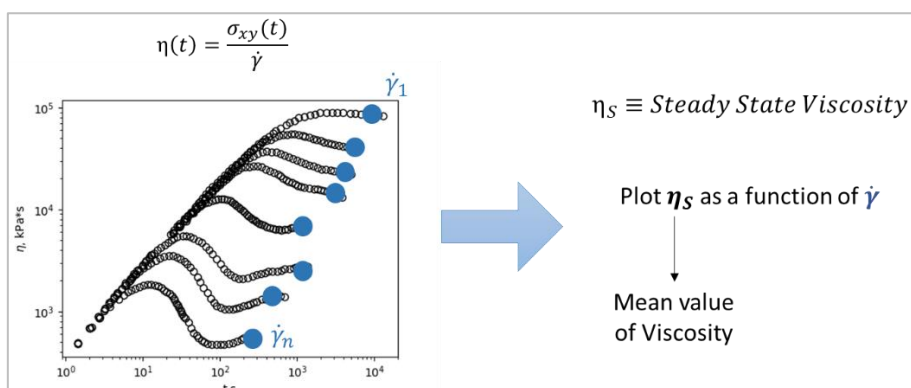 η(t) = σxy(t) / γ̇
γ̇1
10⁵
10⁴
10³
η, kPa*s
γ̇n
10⁰ 10¹ 10² 10³ 10⁴
ηS ≡ Steady State Viscosity
Plot ηS as a function of γ̇
Mean value
of Viscosity